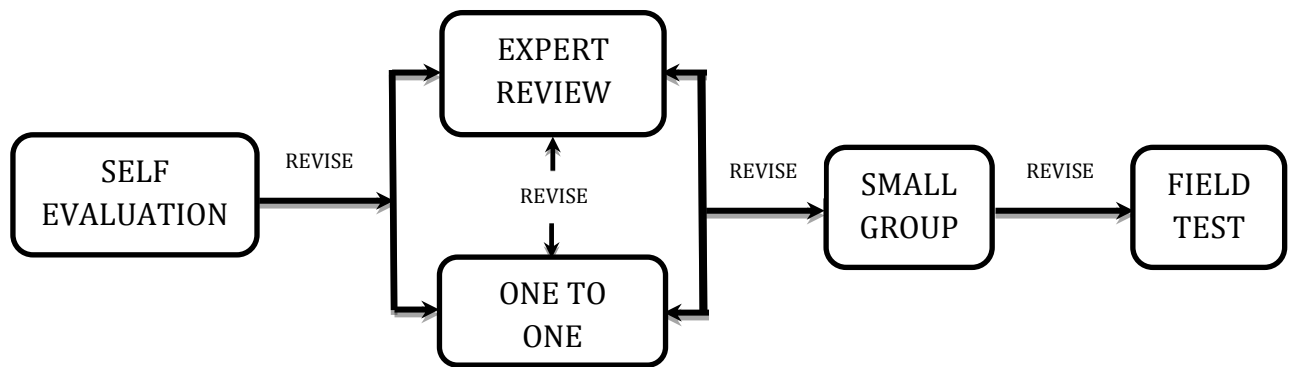 SELF
EVALUATION
REVISE
EXPERT
REVIEW
REVISE
ONE TO
ONE
REVISE
SMALL
GROUP
REVISE
FIELD
TEST